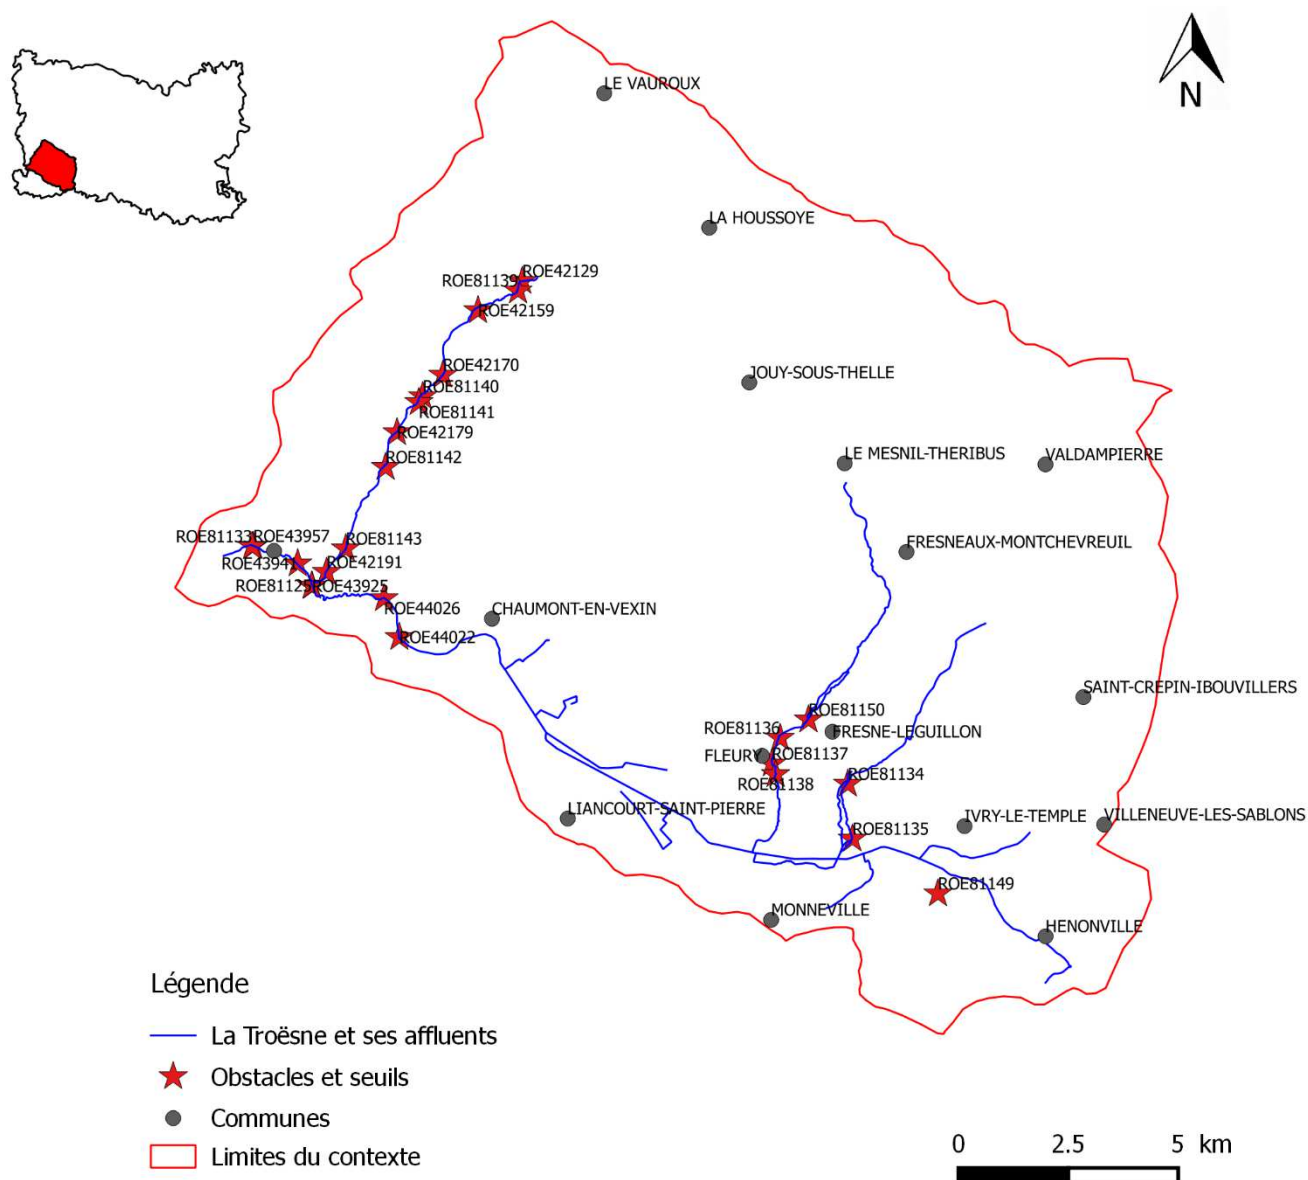 N
LE VAUROUX
LA HOUSSOYE
ROE42129
ROE81139
ROE42159
ROE42170
JOUY-SOUS-THELLE
ROE81140
ROE81141
ROE42179
ROE81142
LE MESNIL-THERIBUS
VALDAMPIERRE
ROE81133
ROE43957
ROE81143
FRESNEAUX-MONTCHEVREUIL
ROE42191
ROE81125
ROE43925
ROE44026
CHAUMONT-EN-VEXIN
ROE44022
SAINT-CREPIN-IBOUVILLERS
ROE81150
ROE81136
FRESNE-LEGUILLON
FLEURY
ROE81137
ROE81134
ROE81138
LIANCOURT-SAINT-PIERRE
IVRY-LE-TEMPLE
VILLENEUVE-LES-SABLONS
ROE81135
ROE81149
MONNEVILLE
HENONVILLE
Légende
La Troësne et ses affluents
Obstacles et seuils
Communes
Limites du contexte
0 2.5 5 km